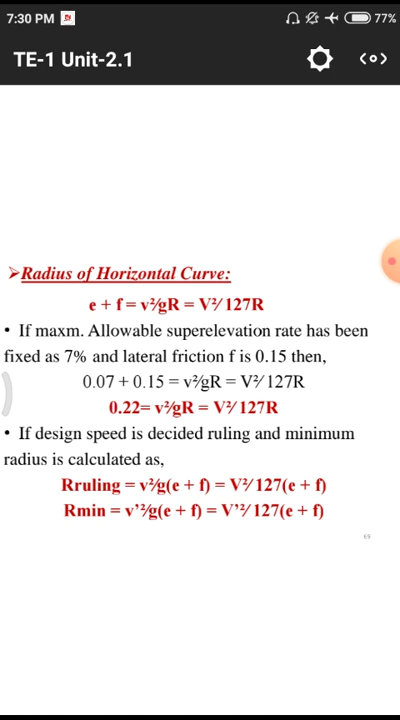 7:30 PM
77%
TE-1 Unit-2.1
➢Radius of Horizontal Curve:
e + f = v²⁄gR = V²⁄127R
• If maxm. Allowable superelevation rate has been
fixed as 7% and lateral friction f is 0.15 then,
0.07 + 0.15 = v²⁄gR = V²⁄127R
0.22= v²⁄gR = V²⁄127R
• If design speed is decided ruling and minimum
radius is calculated as,
Rruling = v²⁄g(e + f) = V²⁄127(e + f)
Rmin = v’²⁄g(e + f) = V’²⁄127(e + f)